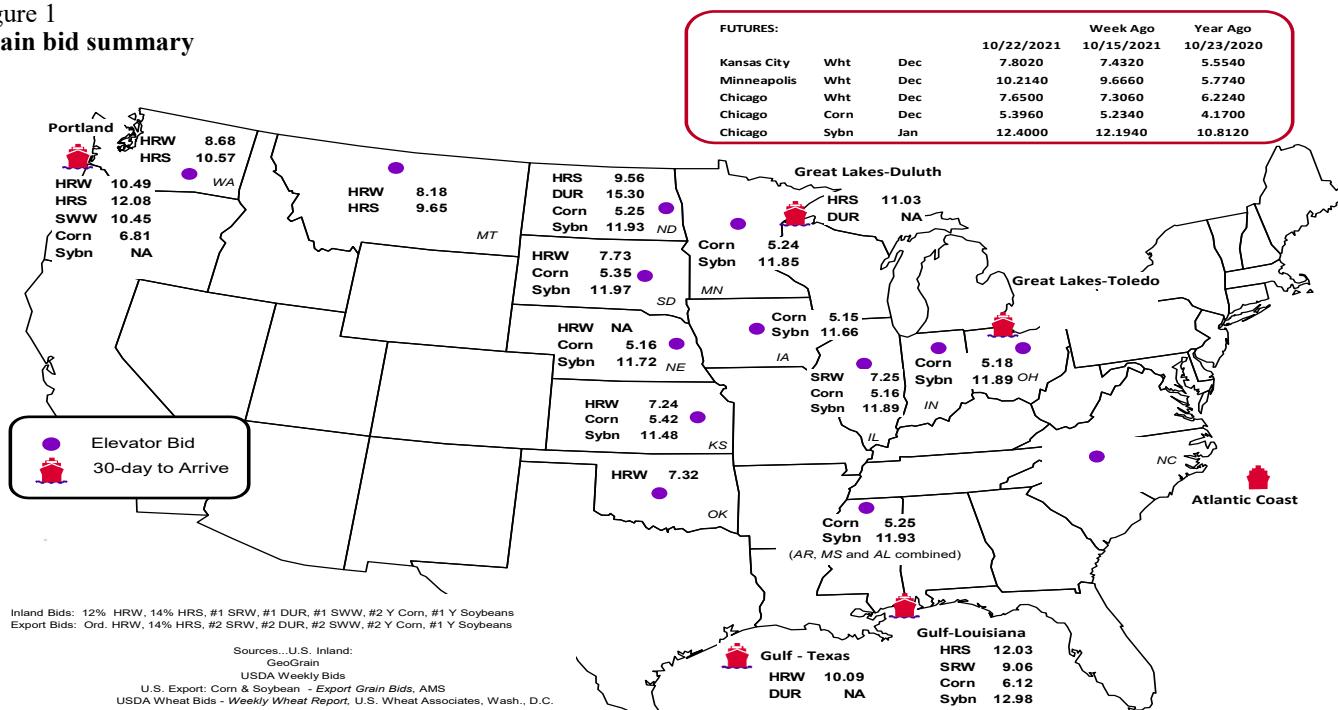 gure 1
ain bid summary
FUTURES: Week Ago Year Ago
10/22/2021 10/15/2021 10/23/2020
Kansas City Wht Dec 7.8020 7.4320 5.5540
Minneapolis Wht Dec 10.2140 9.6660 5.7740
Chicago Wht Dec 7.6500 7.3060 6.2240
Chicago Corn Dec 5.3960 5.2340 4.1700
Chicago Sybn Jan 12.4000 12.1940 10.8120
Portland
HRW 10.49
HRS 12.08
SWW 10.45
Corn 6.81
Sybn NA
HRW 8.68
HRS 10.57
WA
HRW 8.18
HRS 9.65
MT
HRS 9.56
DUR 15.30
Corn 5.25
Sybn 11.93
ND
Great Lakes-Duluth
HRS 11.03
DUR NA
Corn 5.24
Sybn 11.85
MN
HRW 7.73
Corn 5.35
Sybn 11.97
SD
Great Lakes-Toledo
HRW NA
Corn 5.16
Sybn 11.72
NE
Corn 5.15
Sybn 11.66
IA
SRW 7.25
Corn 5.16
Sybn 11.89
IL
Corn 5.18
Sybn 11.89
OH
IN
HRW 7.24
Corn 5.42
Sybn 11.48
KS
Elevator Bid
30-day to Arrive
HRW 7.32
OK
NC
Atlantic Coast
Corn 5.25
Sybn 11.93
(AR, MS and AL combined)
Gulf-Louisiana
HRS 12.03
SRW 9.06
Corn 6.12
Sybn 12.98
Gulf - Texas
HRW 10.09
DUR NA
Inland Bids: 12% HRW, 14% HRS, #1 SRW, #1 DUR, #1 SWW, #2 Y Corn, #1 Y Soybeans
Export Bids: Ord. HRW, 14% HRS, #2 SRW, #2 DUR, #2 SWW, #2 Y Corn, #1 Y Soybeans
Sources...U.S. Inland:
GeoGrain
USDA Weekly Bids
U.S. Export: Corn & Soybean - Export Grain Bids, AMS
USDA Wheat Bids - Weekly Wheat Report, U.S. Wheat Associates, Wash., D.C.